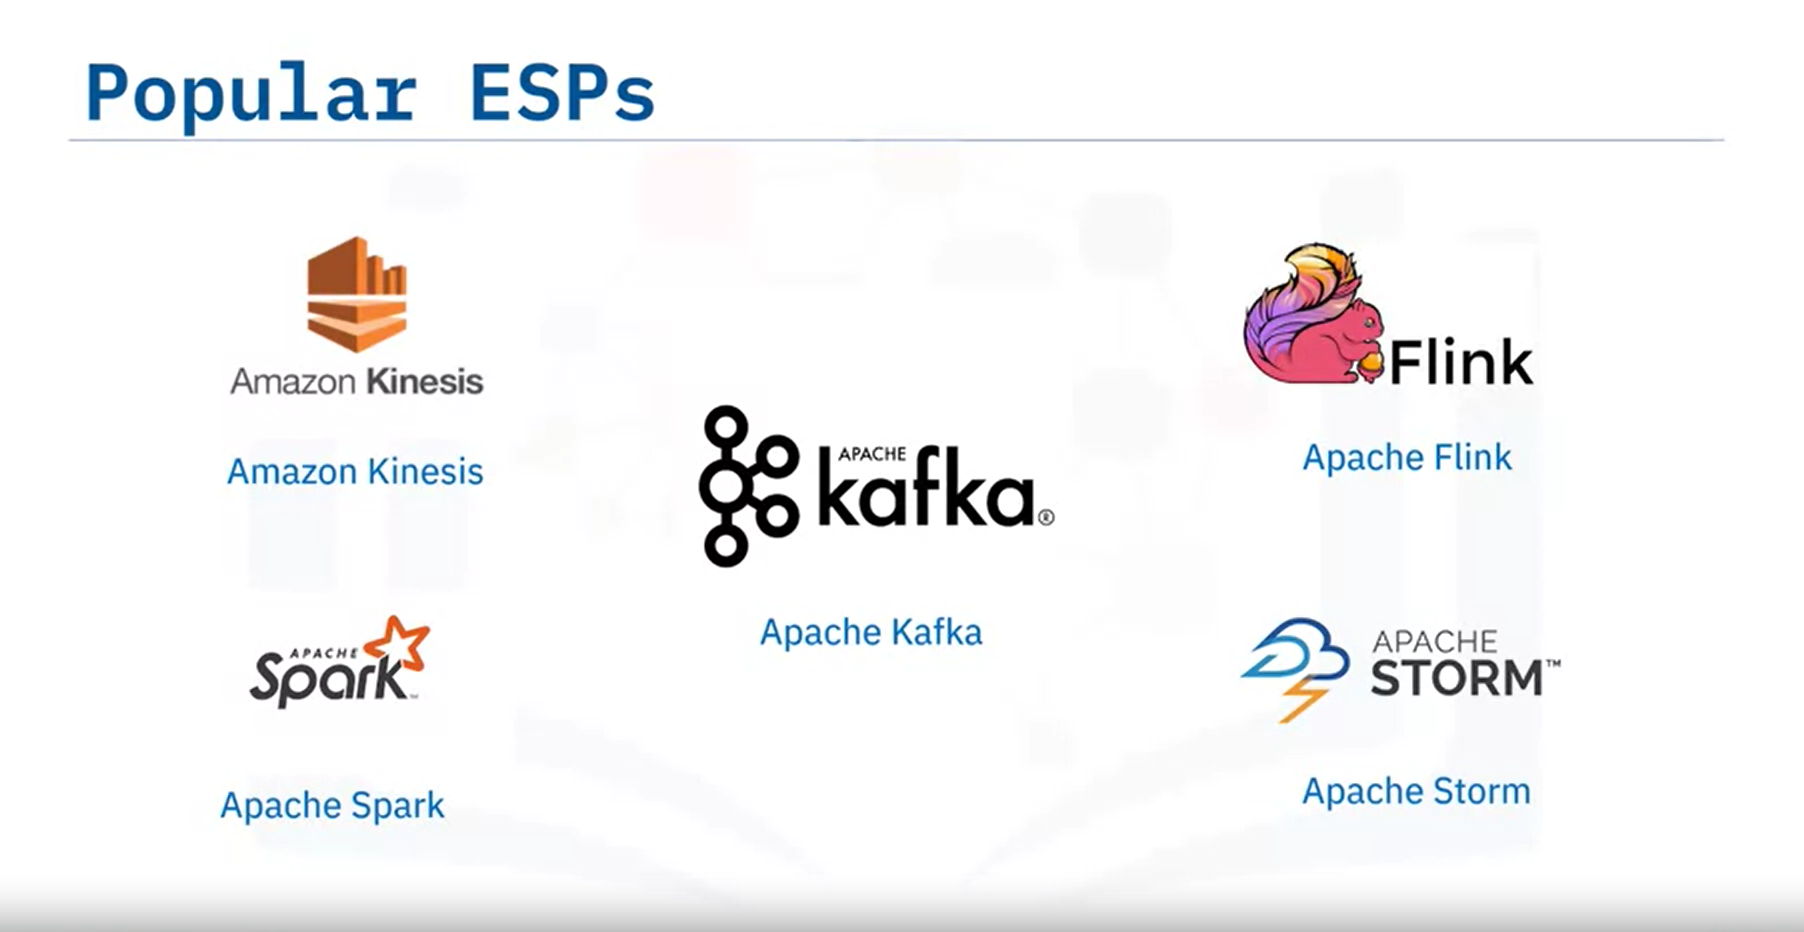 Popular ESPs
Amazon Kinesis
Amazon Kinesis
APACHE
Spark™
Apache Spark
APACHE
kafka®
Apache Kafka
Flink
Apache Flink
APACHE
STORM™
Apache Storm